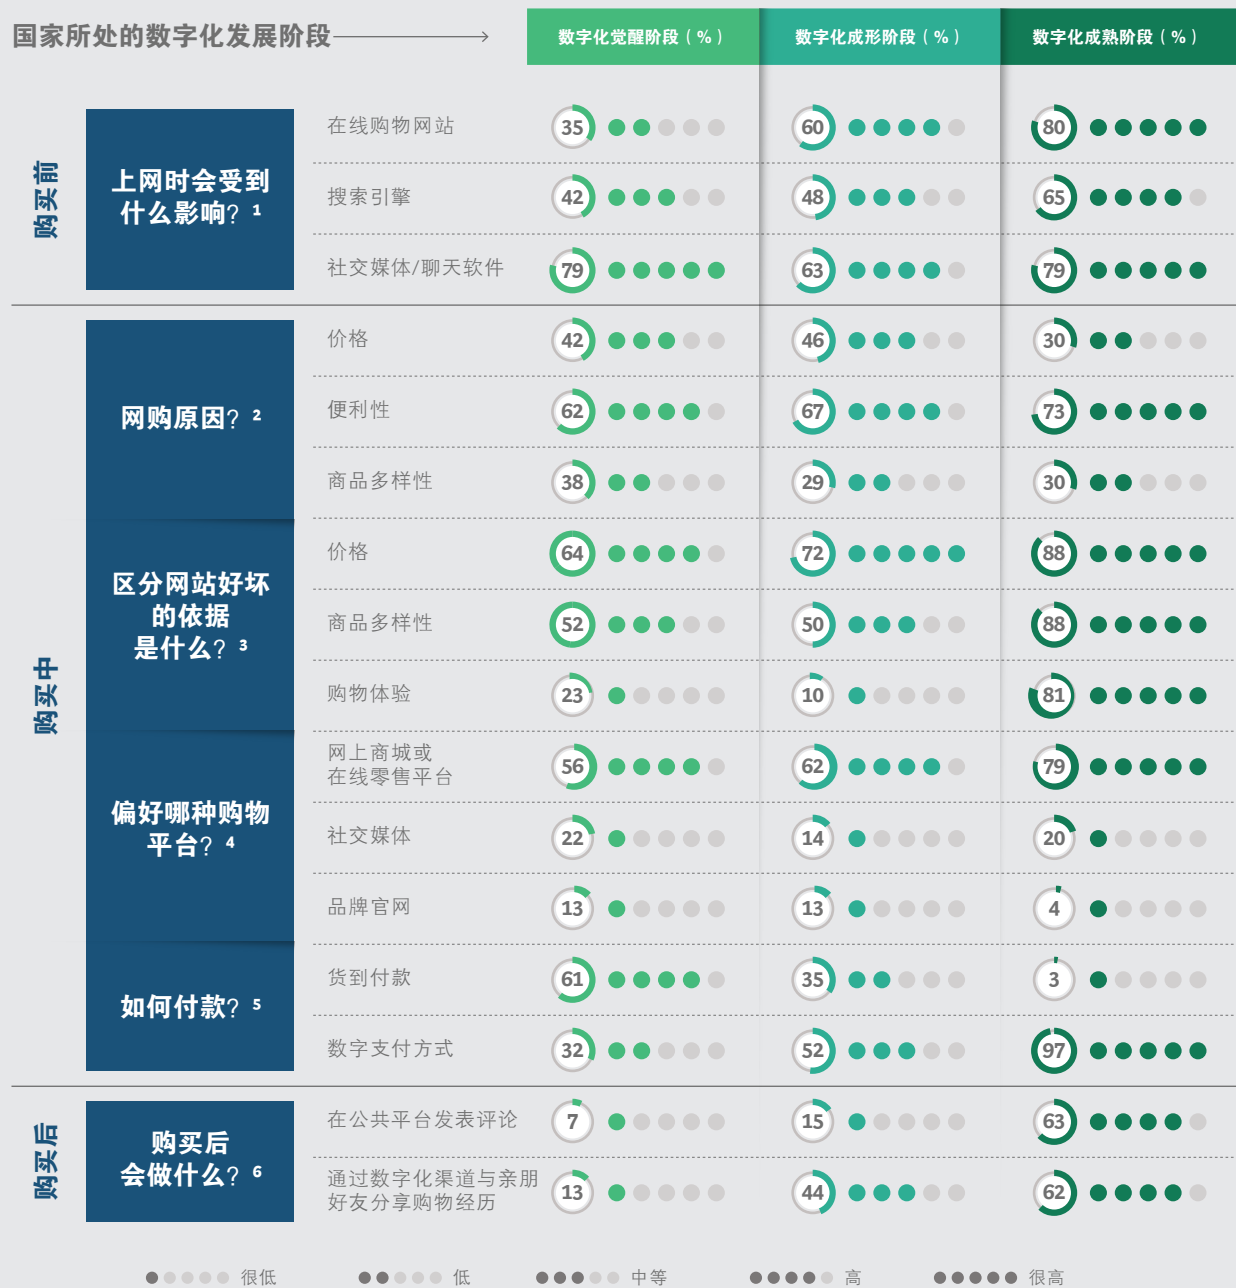 国家所处的数字化发展阶段
数字化觉醒阶段（%） 数字化成形阶段（%） 数字化成熟阶段（%）
购买前
上网时会受到
什么影响？ 1
在线购物网站 35 60 80
搜索引擎 42 48 65
社交媒体/聊天软件 79 63 79
购买中
网购原因？ 2
价格 42 46 30
便利性 62 67 73
商品多样性 38 29 30
区分网站好坏
的依据
是什么？ 3
价格 64 72 88
商品多样性 52 50 88
购物体验 23 10 81
偏好哪种购物
平台？ 4
网上商城或
在线零售平台 56 62 79
社交媒体 22 14 20
品牌官网 13 13 4
如何付款？ 5
货到付款 61 35 3
数字支付方式 32 52 97
购买后
购买后
会做什么？ 6
在公共平台发表评论 7 15 63
通过数字化渠道与亲朋
好友分享购物经历 13 44 62
很低 低 中等 高 很高